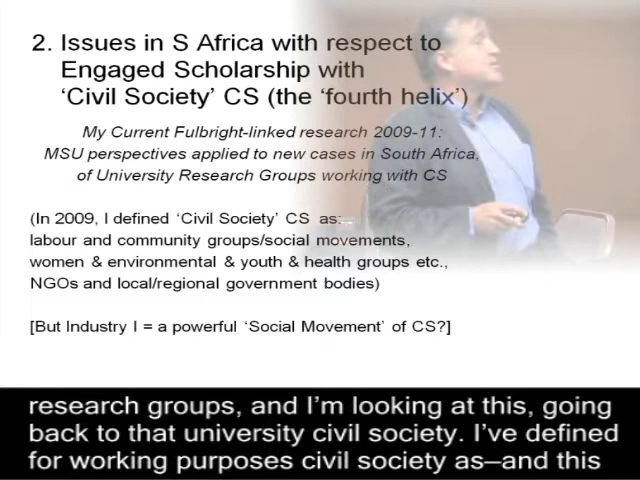 2. Issues in S Africa with respect to
Engaged Scholarship with
‘Civil Society’ CS (the ‘fourth helix’)
My Current Fulbright-linked research 2009-11:
MSU perspectives applied to new cases in South Africa,
of University Research Groups working with CS
(In 2009, I defined ‘Civil Society’ CS as:
labour and community groups/social movements,
women & environmental & youth & health groups etc.,
NGOs and local/regional government bodies)
[But Industry I = a powerful ‘Social Movement’ of CS?]
research groups, and I’m looking at this, going
back to that university civil society. I’ve defined
for working purposes civil society as—and this